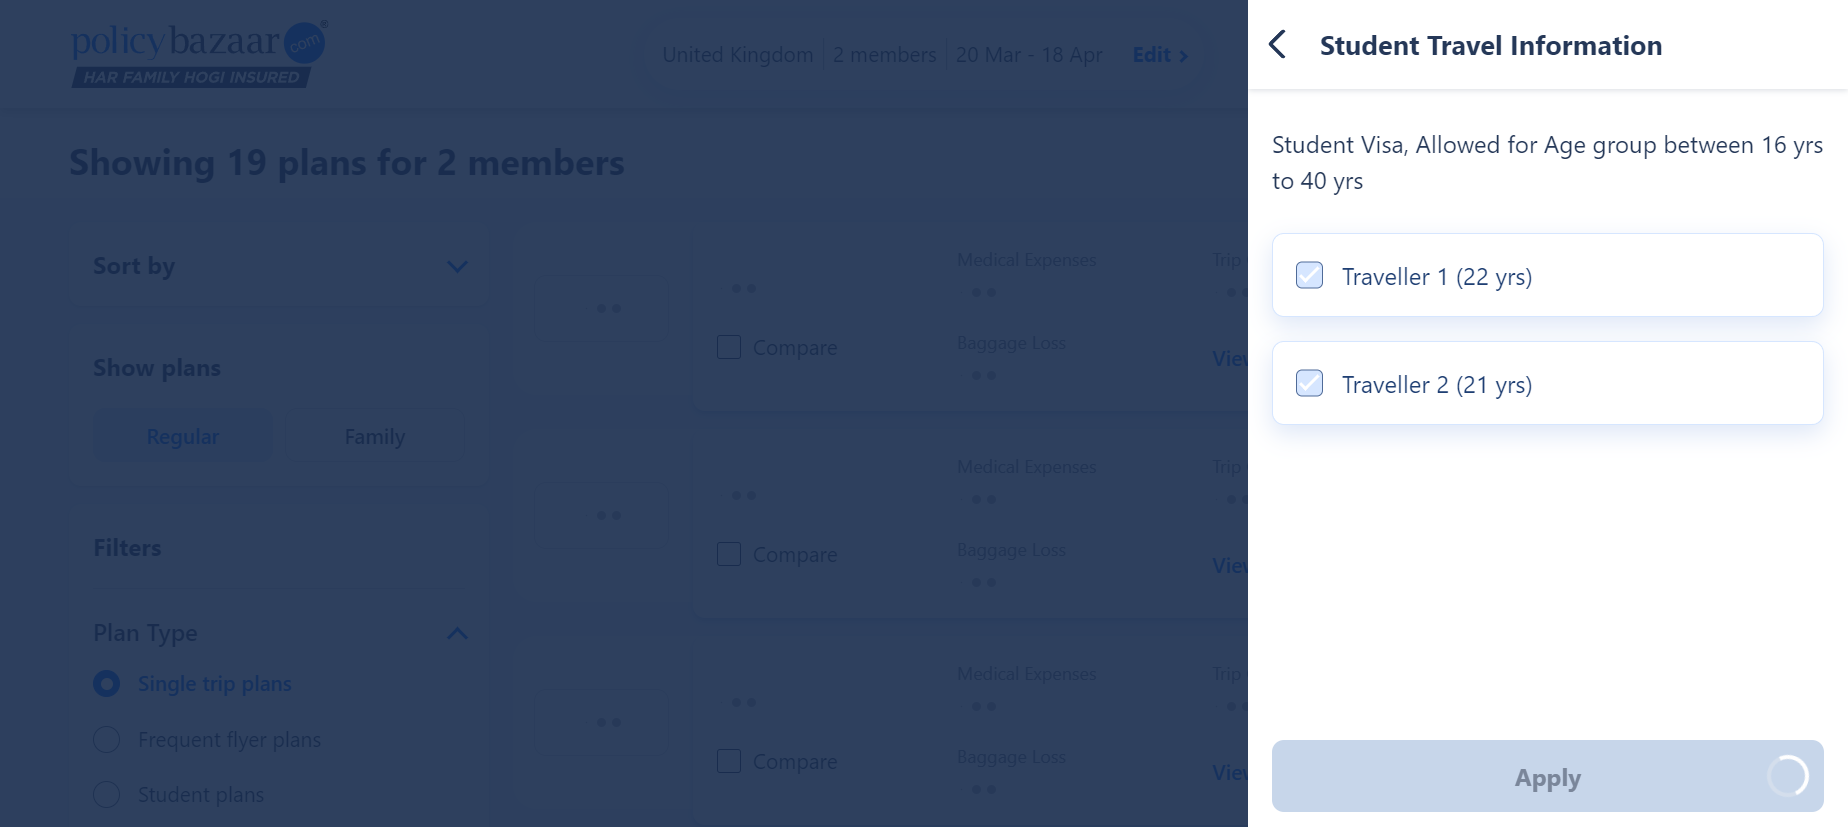 policybazaar.com®
HAR FAMILY HOGI INSURED
United Kingdom
2 members
20 Mar - 18 Apr
Edit
Showing 19 plans for 2 members
Sort by
Show plans
Regular
Family
Filters
Plan Type
Single trip plans
Frequent flyer plans
Student plans
Medical Expenses
Trip
Compare
Baggage Loss
View
Medical Expenses
Trip
Compare
Baggage Loss
View
Medical Expenses
Trip
Compare
Baggage Loss
View
Student Travel Information
Student Visa, Allowed for Age group between 16 yrs
to 40 yrs
Traveller 1 (22 yrs)
Traveller 2 (21 yrs)
Apply